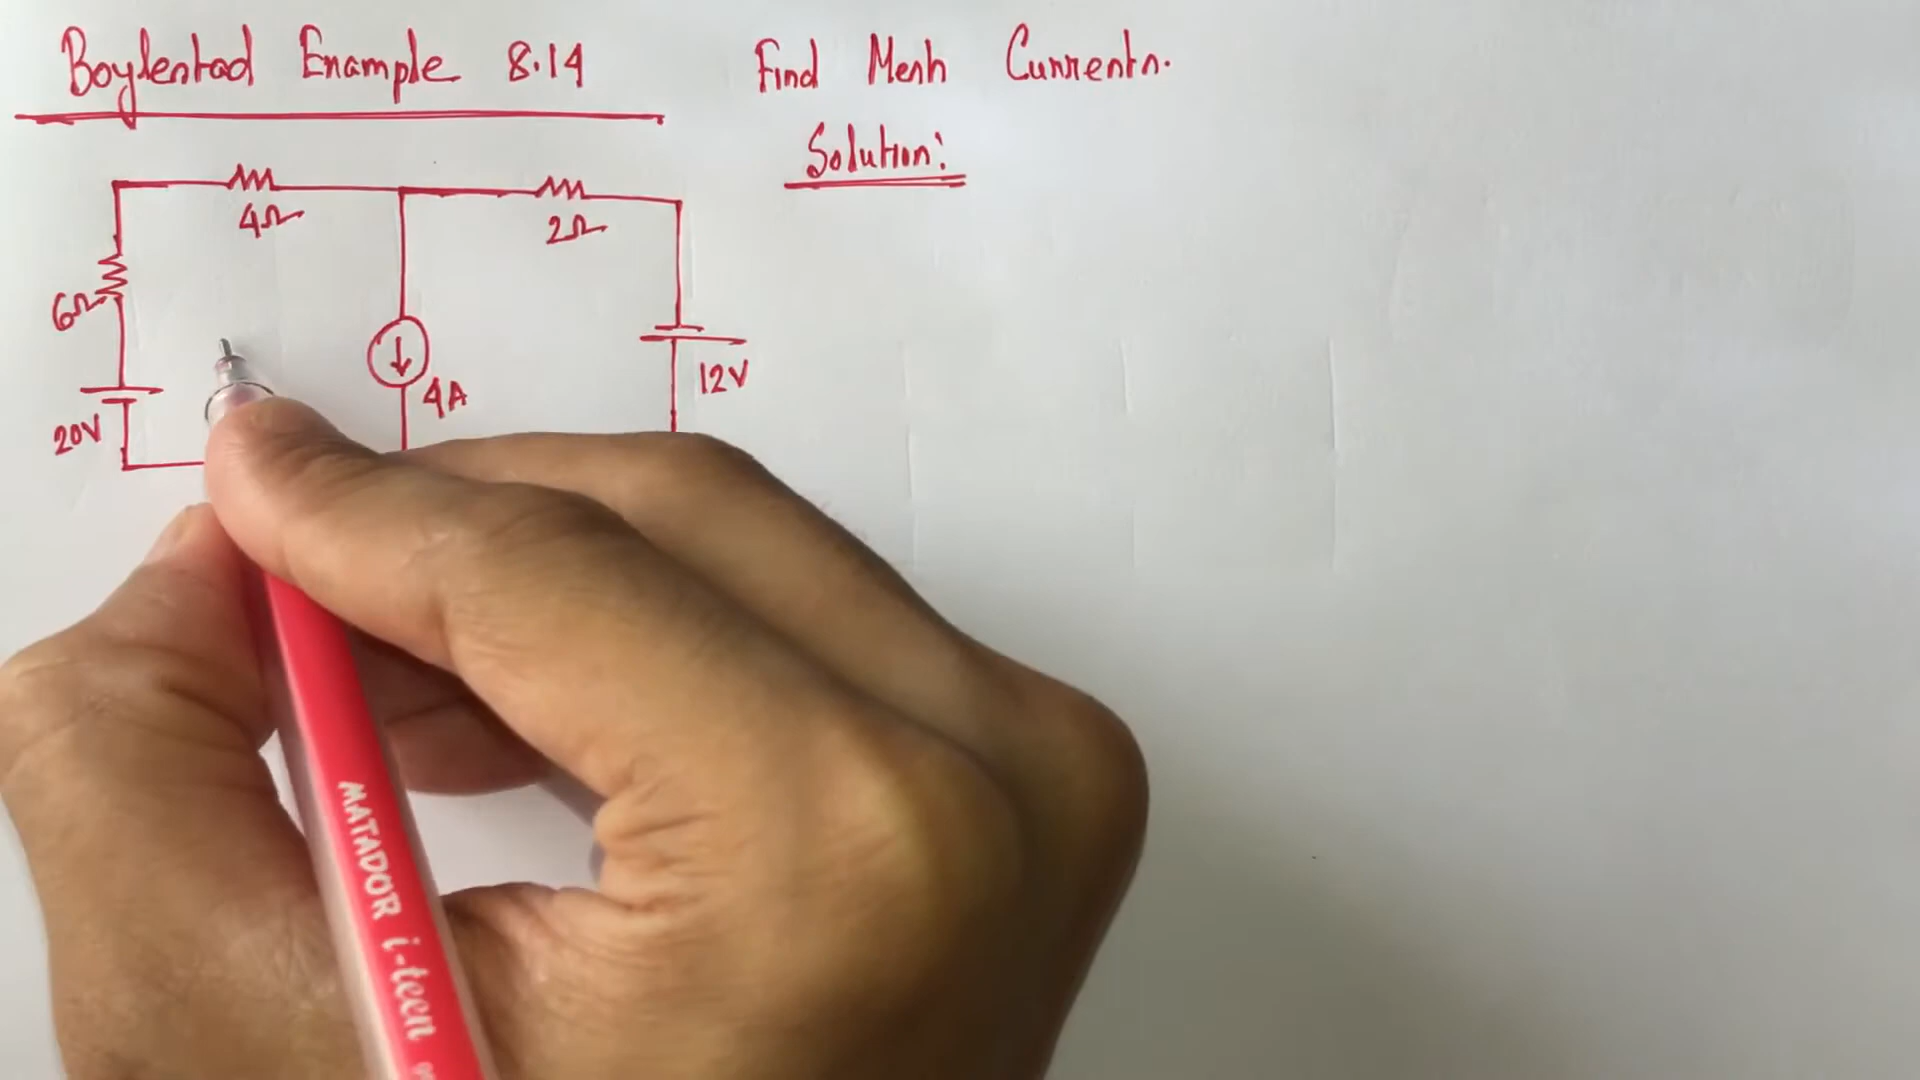 Boylestad Example 8.14
Find Mesh Currents.
Solution:
4Ω
2Ω
6Ω
4A
12V
20V
MATADOR i-teen